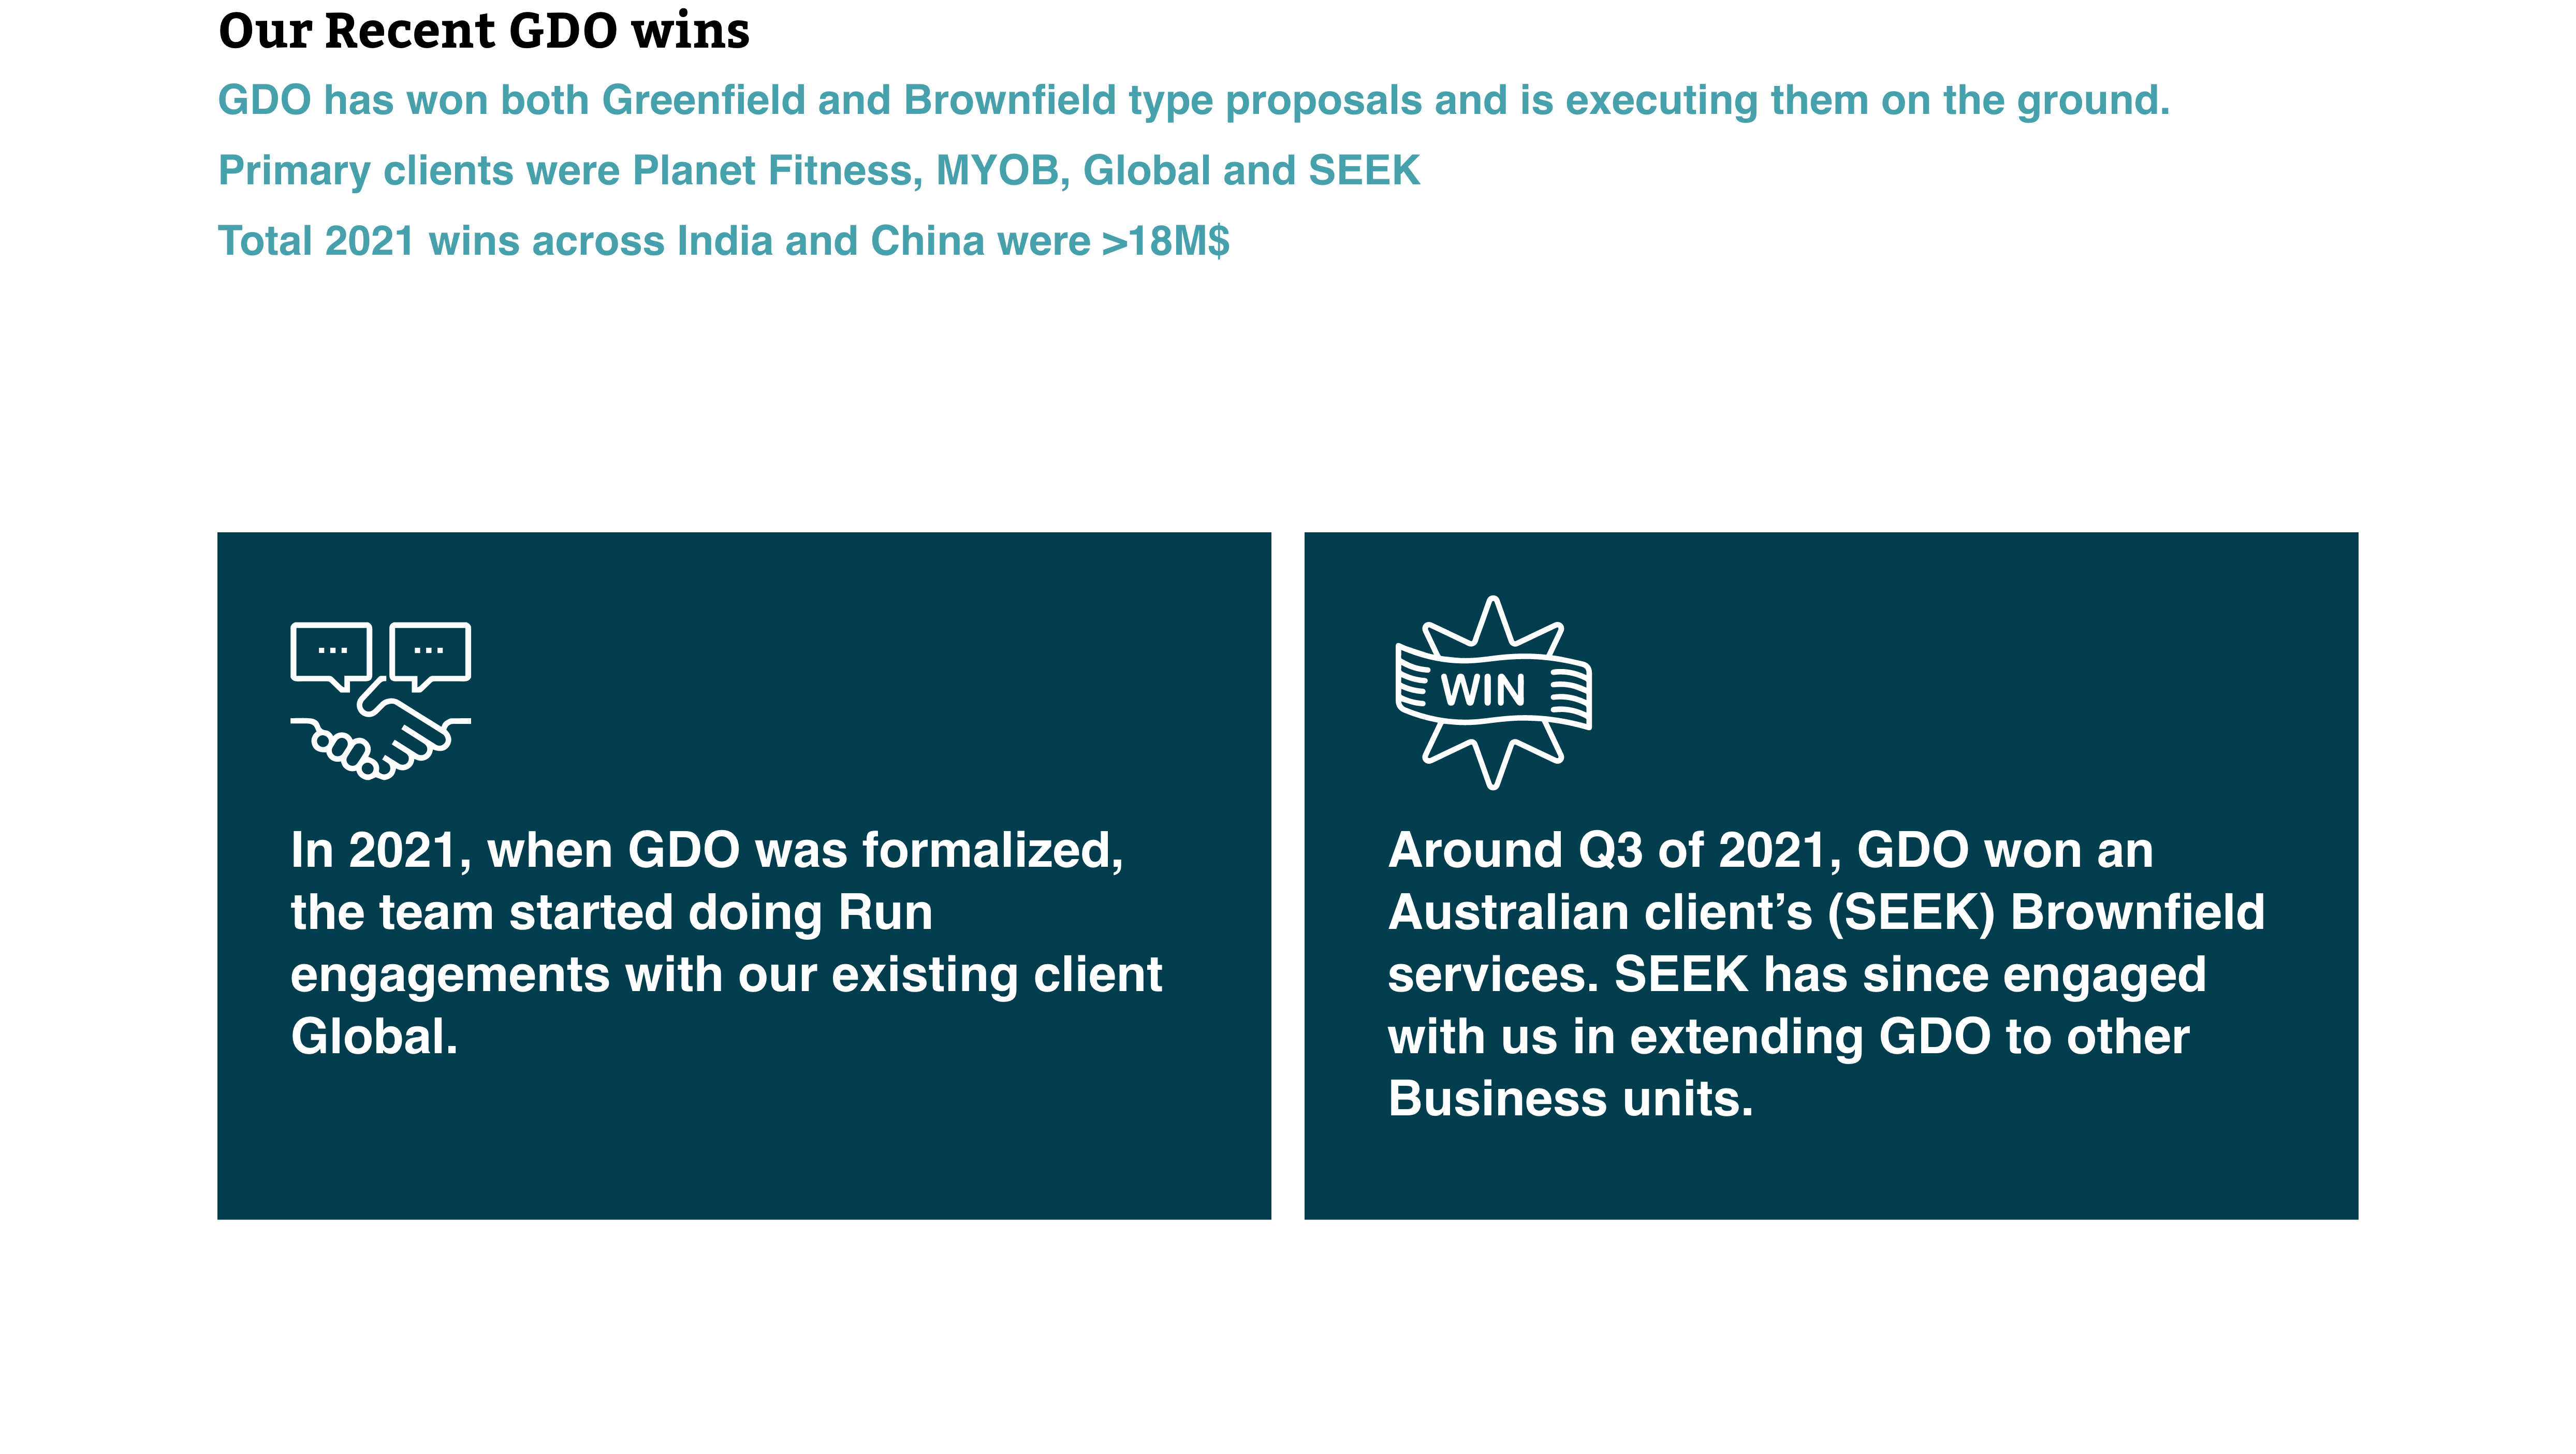 Our Recent GDO wins
GDO has won both Greenfield and Brownfield type proposals and is executing them on the ground.
Primary clients were Planet Fitness, MYOB, Global and SEEK
Total 2021 wins across India and China were >18M$
WIN
In 2021, when GDO was formalized,
the team started doing Run
engagements with our existing client
Global.
Around Q3 of 2021, GDO won an
Australian client’s (SEEK) Brownfield
services. SEEK has since engaged
with us in extending GDO to other
Business units.